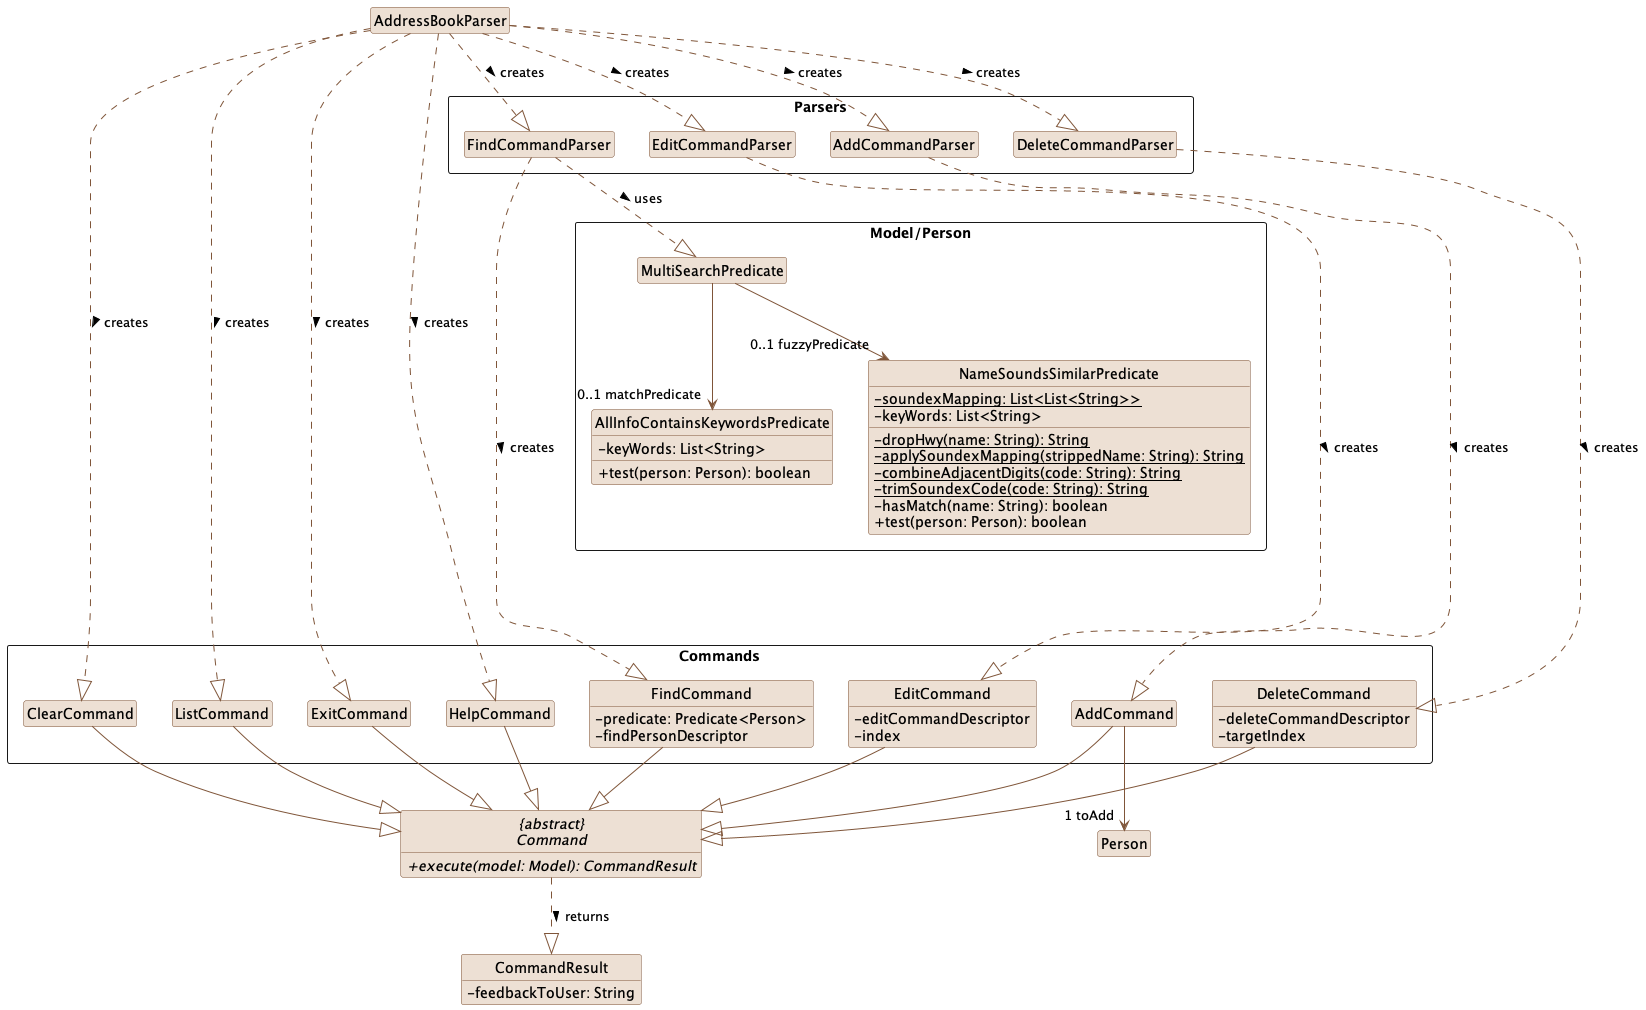 AddressBookParser
creates
creates
creates
creates
Parsers
FindCommandParser
EditCommandParser
AddCommandParser
DeleteCommandParser
uses
Model/Person
MultiSearchPredicate
creates
creates
creates
creates
0..1 fuzzyPredicate
0..1 matchPredicate
AllInfoContainsKeywordsPredicate
-keyWords: List<String>
+test(person: Person): boolean
NameSoundsSimilarPredicate
-soundexMapping: List<List<String>>
-keyWords: List<String>
-dropHwy(name: String): String
-applySoundexMapping(strippedName: String): String
-combineAdjacentDigits(code: String): String
-trimSoundexCode(code: String): String
-hasMatch(name: String): boolean
+test(person: Person): boolean
creates
creates
creates
creates
Commands
ClearCommand
ListCommand
ExitCommand
HelpCommand
FindCommand
-predicate: Predicate<Person>
-findPersonDescriptor
EditCommand
-editCommandDescriptor
-index
AddCommand
DeleteCommand
-deleteCommandDescriptor
-targetIndex
{abstract}
Command
+execute(model: Model): CommandResult
1 toAdd
Person
returns
CommandResult
-feedbackToUser: String